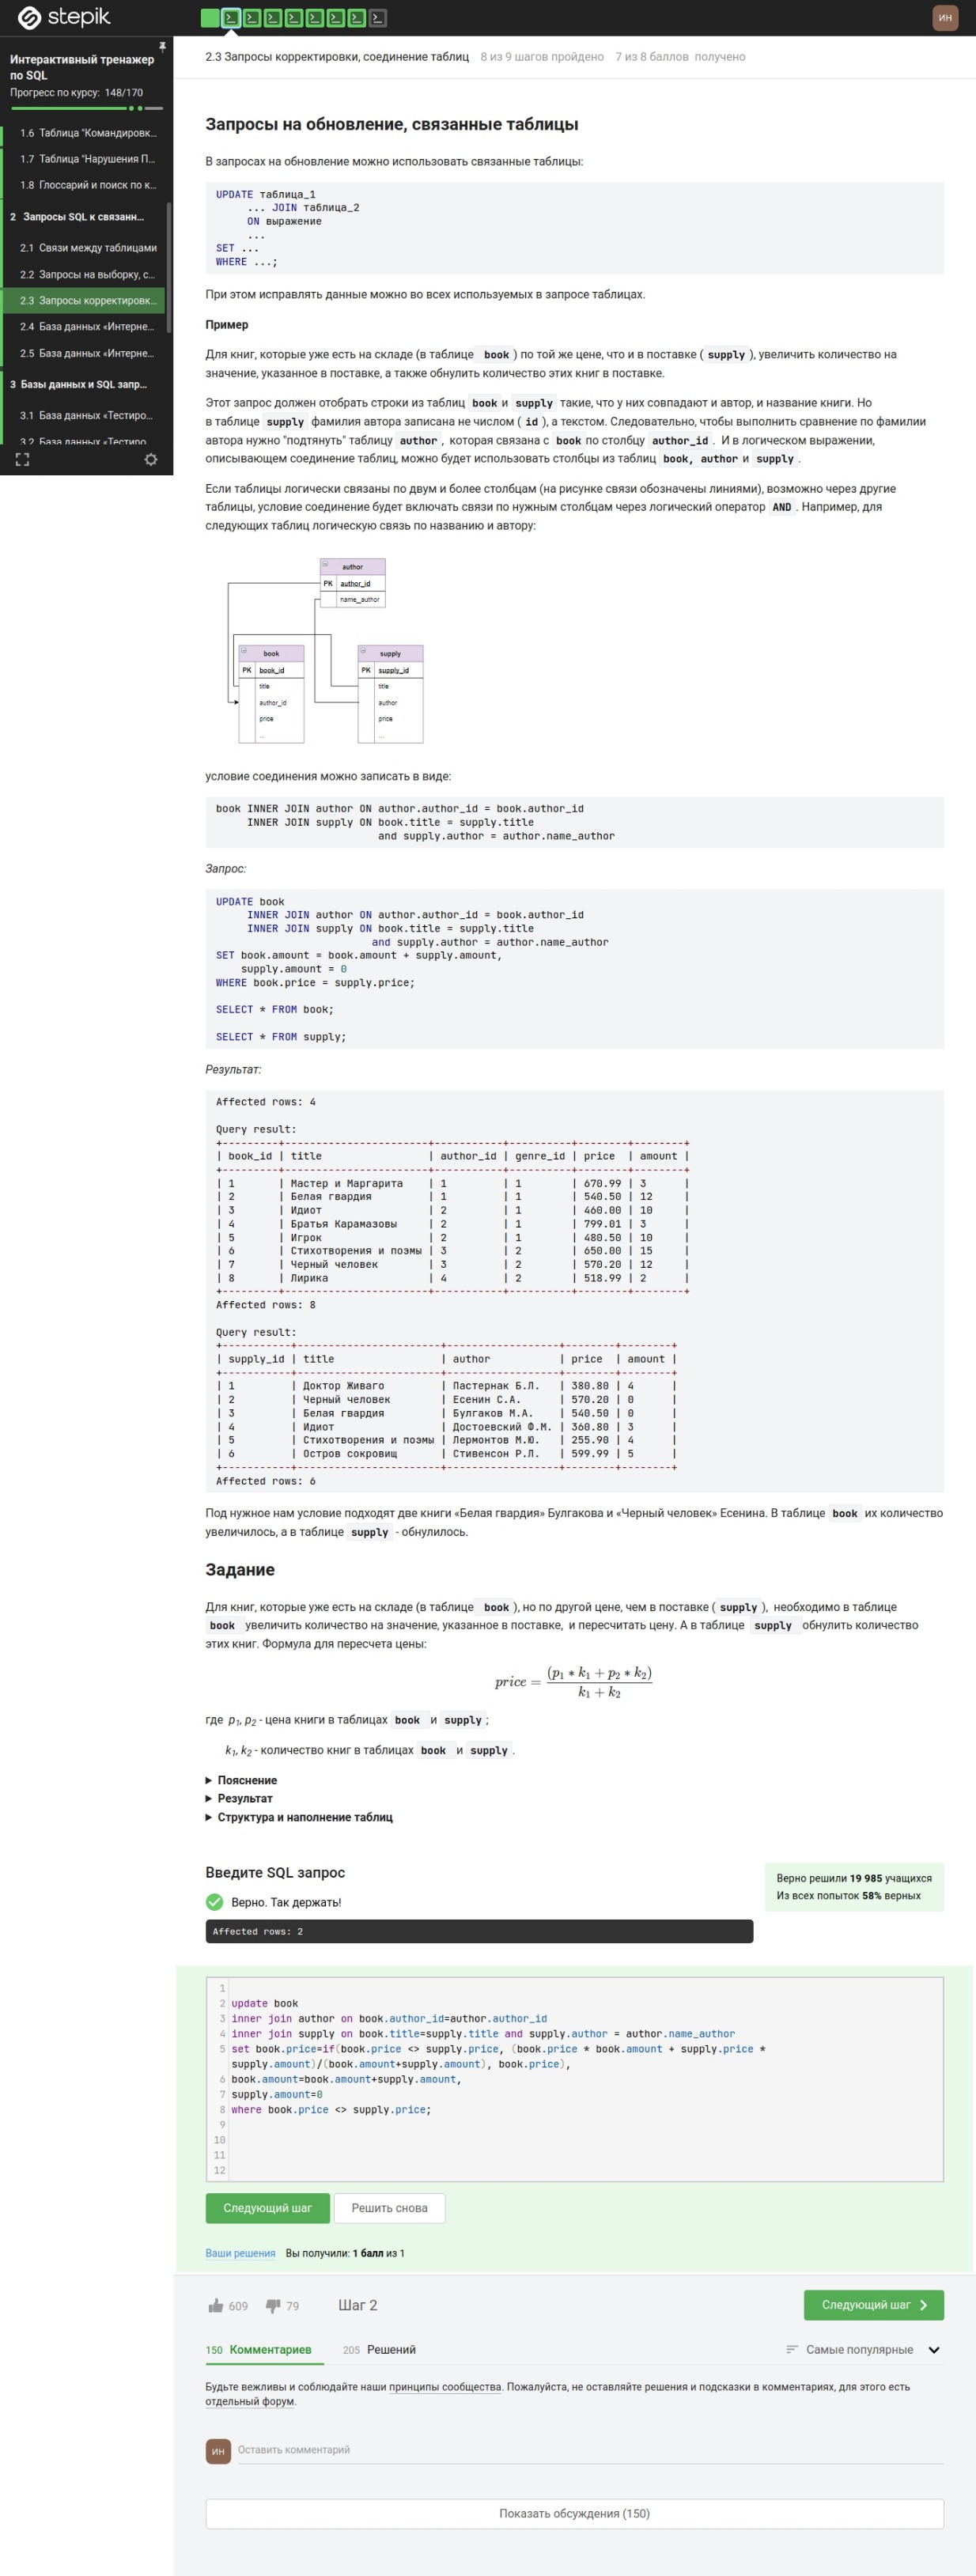 stepik
ИН
Интерактивный тренажер
по SQL
Прогресс по курсу: 148/170
1.6 Таблица "Командировк...
1.7 Таблица "Нарушения П...
1.8 Глоссарий и поиск по к...
2 Запросы SQL к связанн...
2.1 Связи между таблицами
2.2 Запросы на выборку, с...
2.3 Запросы корректировк...
2.4 База данных «Интерне...
2.5 База данных «Интерне...
3 Базы данных и SQL запр...
3.1 База данных «Тестиро...
3.2 База данных «Тестиро
2.3 Запросы корректировки, соединение таблиц 8 из 9 шагов пройдено 7 из 8 баллов получено
Запросы на обновление, связанные таблицы
В запросах на обновление можно использовать связанные таблицы:
UPDATE таблица_1
... JOIN таблица_2
ON выражение
...
SET ...
WHERE ...;
При этом исправлять данные можно во всех используемых в запросе таблицах.
Пример
Для книг, которые уже есть на складе (в таблице book ) по той же цене, что и в поставке ( supply ), увеличить количество на
значение, указанное в поставке, а также обнулить количество этих книг в поставке.
Этот запрос должен отобрать строки из таблиц book и supply такие, что у них совпадают и автор, и название книги. Но
в таблице supply фамилия автора записана не числом ( id ), а текстом. Следовательно, чтобы выполнить сравнение по фамилии
автора нужно "подтянуть" таблицу author , которая связана с book по столбцу author_id . И в логическом выражении,
описывающем соединение таблиц, можно будет использовать столбцы из таблиц book, author и supply .
Если таблицы логически связаны по двум и более столбцам (на рисунке связи обозначены линиями), возможно через другие
таблицы, условие соединение будет включать связи по нужным столбцам через логический оператор AND . Например, для
следующих таблиц логическую связь по названию и автору:
author
PK author_id
name_author
book
PK book_id
title
author_id
price
...
supply
PK supply_id
title
author
price
...
условие соединения можно записать в виде:
book INNER JOIN author ON author.author_id = book.author_id
INNER JOIN supply ON book.title = supply.title
and supply.author = author.name_author
Запрос:
UPDATE book
INNER JOIN author ON author.author_id = book.author_id
INNER JOIN supply ON book.title = supply.title
and supply.author = author.name_author
SET book.amount = book.amount + supply.amount,
supply.amount = 0
WHERE book.price = supply.price;
SELECT * FROM book;
SELECT * FROM supply;
Результат:
Affected rows: 4
Query result:
+---------+-----------------------+-----------+----------+--------+--------+
| book_id | title | author_id | genre_id | price | amount |
+---------+-----------------------+-----------+----------+--------+--------+
| 1 | Мастер и Маргарита | 1 | 1 | 670.99 | 3 |
| 2 | Белая гвардия | 1 | 1 | 540.50 | 12 |
| 3 | Идиот | 2 | 1 | 460.00 | 10 |
| 4 | Братья Карамазовы | 2 | 1 | 799.01 | 3 |
| 5 | Игрок | 2 | 1 | 480.50 | 10 |
| 6 | Стихотворения и поэмы | 3 | 2 | 650.00 | 15 |
| 7 | Черный человек | 3 | 2 | 570.20 | 12 |
| 8 | Лирика | 4 | 2 | 518.99 | 2 |
+---------+-----------------------+-----------+----------+--------+--------+
Affected rows: 8
Query result:
+-----------+-----------------------+------------------+--------+--------+
| supply_id | title | author | price | amount |
+-----------+-----------------------+------------------+--------+--------+
| 1 | Доктор Живаго | Пастернак Б.Л. | 380.80 | 4 |
| 2 | Черный человек | Есенин С.А. | 570.20 | 0 |
| 3 | Белая гвардия | Булгаков М.А. | 540.50 | 0 |
| 4 | Идиот | Достоевский Ф.М. | 360.80 | 3 |
| 5 | Стихотворения и поэмы | Лермонтов М.Ю. | 255.90 | 4 |
| 6 | Остров сокровищ | Стивенсон Р.Л. | 599.99 | 5 |
+-----------+-----------------------+------------------+--------+--------+
Affected rows: 6
Под нужное нам условие подходят две книги «Белая гвардия» Булгакова и «Черный человек» Есенина. В таблице book их количество
увеличилось, а в таблице supply - обнулилось.
Задание
Для книг, которые уже есть на складе (в таблице book ), но по другой цене, чем в поставке ( supply ), необходимо в таблице
book увеличить количество на значение, указанное в поставке, и пересчитать цену. А в таблице supply обнулить количество
этих книг. Формула для пересчета цены:
price = (p₁ * k₁ + p₂ * k₂) / k₁ + k₂
где p₁, p₂ - цена книги в таблицах book и supply ;
k₁, k₂ - количество книг в таблицах book и supply .
▶ Пояснение
▶ Результат
▶ Структура и наполнение таблиц
Введите SQL запрос
Верно. Так держать!
Верно решили 19 985 учащихся
Из всех попыток 58% верных
Affected rows: 2
1
2 update book
3 inner join author on book.author_id=author.author_id
4 inner join supply on book.title=supply.title and supply.author = author.name_author
5 set book.price=if(book.price <> supply.price, (book.price * book.amount + supply.price *
supply.amount)/(book.amount+supply.amount), book.price),
6 book.amount=book.amount+supply.amount,
7 supply.amount=0
8 where book.price <> supply.price;
9
10
11
12
Следующий шаг Решить снова
Ваши решения Вы получили: 1 балл из 1
609 79 Шаг 2 Следующий шаг
150 Комментариев 205 Решений Самые популярные
Будьте вежливы и соблюдайте наши принципы сообщества. Пожалуйста, не оставляйте решения и подсказки в комментариях, для этого есть
отдельный форум.
ИН Оставить комментарий
Показать обсуждения (150)